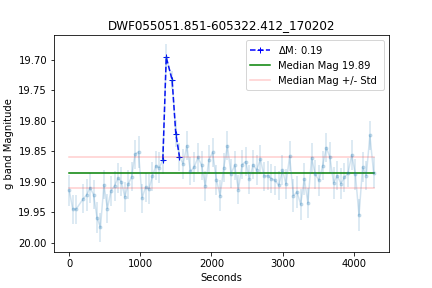 DWF055051.851-605322.412_170202
g band Magnitude
19.70
19.75
19.80
19.85
19.90
19.95
20.00
ΔM: 0.19
Median Mag 19.89
Median Mag +/- Std
0
1000
2000
3000
4000
Seconds